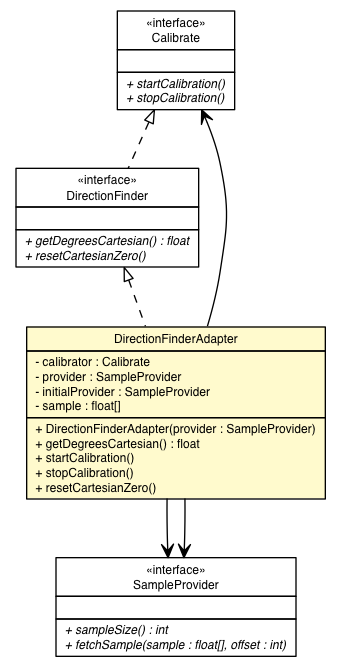 «interface»
Calibrate
+ startCalibration()
+ stopCalibration()
«interface»
DirectionFinder
+ getDegreesCartesian() : float
+ resetCartesianZero()
DirectionFinderAdapter
- calibrator : Calibrate
- provider : SampleProvider
- initialProvider : SampleProvider
- sample : float[]
+ DirectionFinderAdapter(provider : SampleProvider)
+ getDegreesCartesian() : float
+ startCalibration()
+ stopCalibration()
+ resetCartesianZero()
«interface»
SampleProvider
+ sampleSize() : int
+ fetchSample(sample : float[], offset : int)